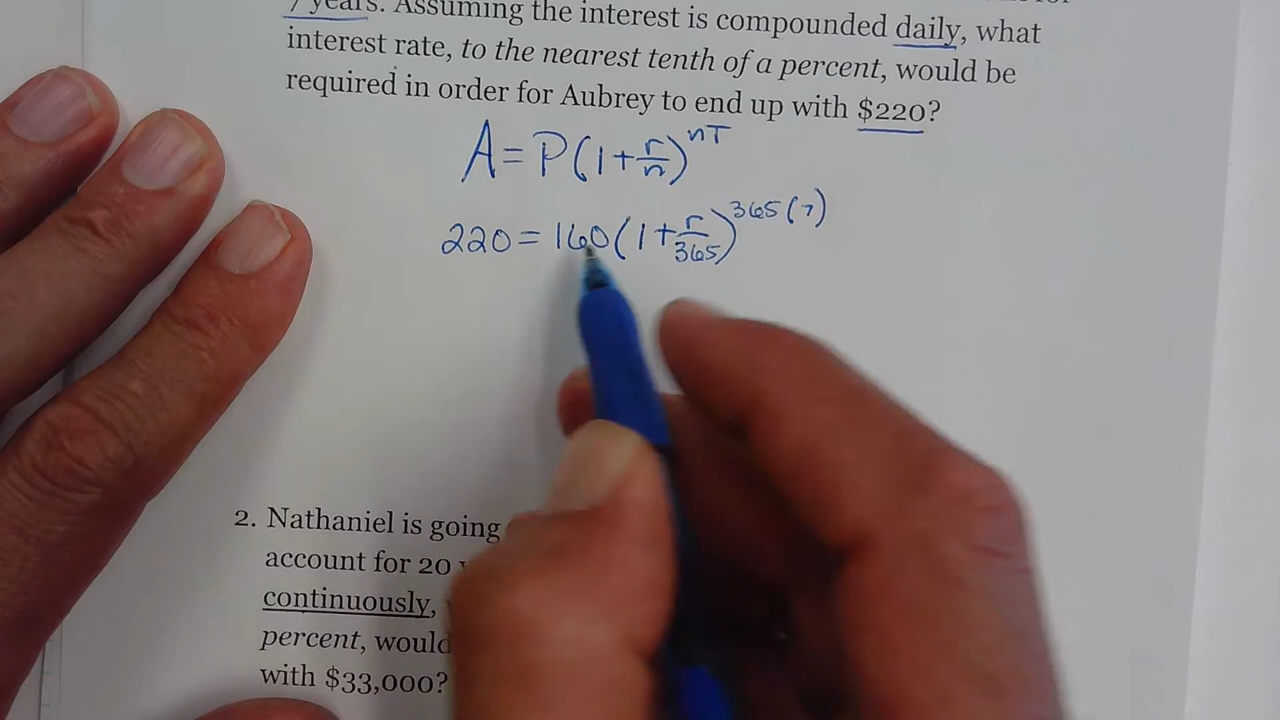 7 years. Assuming the interest is compounded daily, what
interest rate, to the nearest tenth of a percent, would be
required in order for Aubrey to end up with $220?
A = P(1 + r/n)^nT
220 = 160(1 + r/365)^365(7)
2. Nathaniel is going
account for 20
continuously,
percent, would
with $33,000?